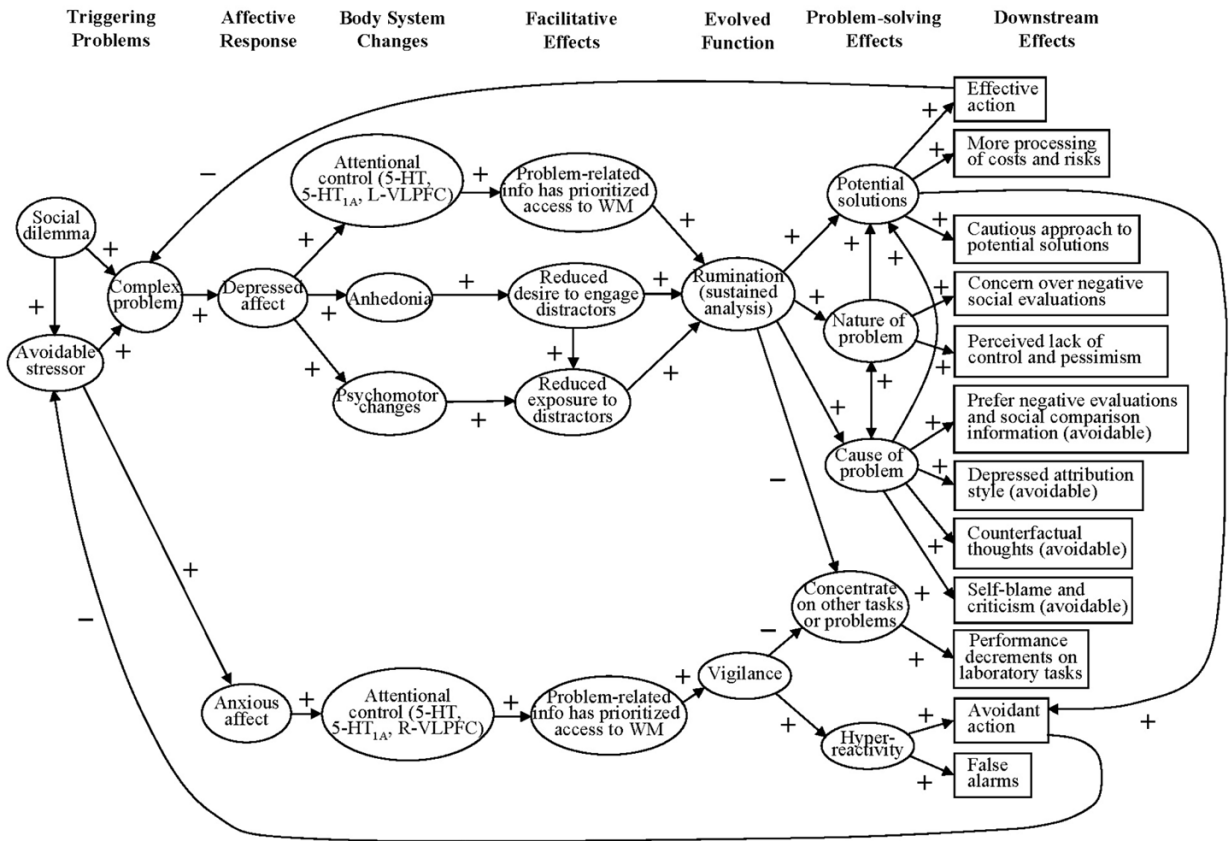 Triggering
Problems
Affective
Response
Body System
Changes
Facilitative
Effects
Evolved
Function
Problem-solving
Effects
Downstream
Effects
Social
dilemma
Avoidable
stressor
Complex
problem
Depressed
affect
Anxious
affect
Attentional
control (5-HT,
5-HT1A, L-VLPFC)
Anhedonia
Psychomotor
changes
Attentional
control (5-HT,
5-HT1A, R-VLPFC)
Problem-related
info has prioritized
access to WM
Reduced
desire to engage
distractors
Reduced
exposure to
distractors
Problem-related
info has prioritized
access to WM
Rumination
(sustained
analysis)
Vigilance
Potential
solutions
Nature of
problem
Cause of
problem
Concentrate
on other tasks
or problems
Hyper-
reactivity
Effective
action
More processing
of costs and risks
Cautious approach to
potential solutions
Concern over negative
social evaluations
Perceived lack of
control and pessimism
Prefer negative evaluations
and social comparison
information (avoidable)
Depressed attribution
style (avoidable)
Counterfactual
thoughts (avoidable)
Self-blame and
criticism (avoidable)
Performance
decrements on
laboratory tasks
Avoidant
action
False
alarms